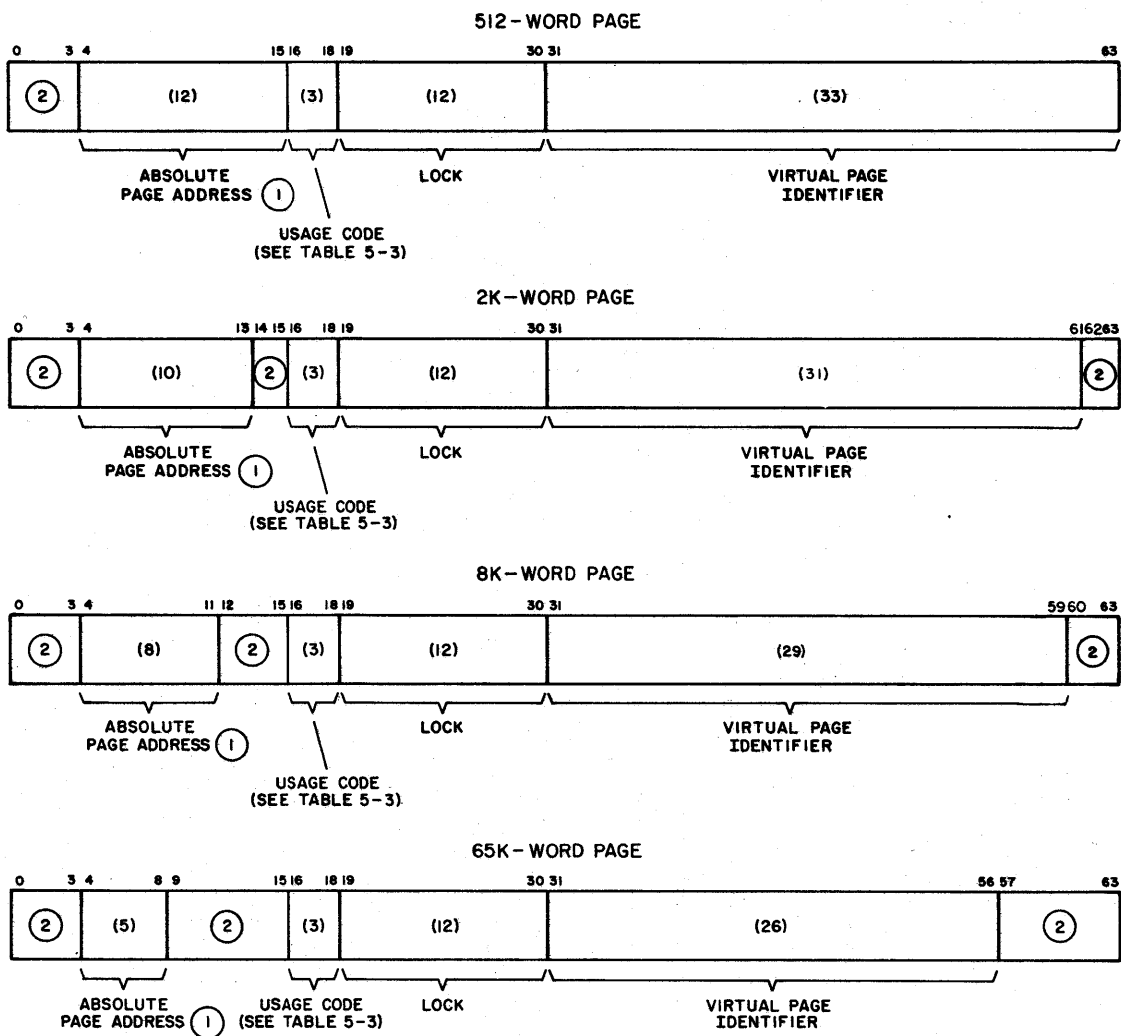 512-WORD PAGE
0 3 4 15 16 18 19 30 31 63
2 (12) (3) (12) (33)
ABSOLUTE PAGE ADDRESS 1 LOCK VIRTUAL PAGE IDENTIFIER
USAGE CODE
(SEE TABLE 5-3)
2K-WORD PAGE
0 3 4 13 14 15 16 18 19 30 31 61 62 63
2 (10) 2 (3) (12) (31) 2
ABSOLUTE PAGE ADDRESS 1 LOCK VIRTUAL PAGE IDENTIFIER
USAGE CODE
(SEE TABLE 5-3)
8K-WORD PAGE
0 3 4 11 12 15 16 18 19 30 31 59 60 63
2 (8) 2 (3) (12) (29) 2
ABSOLUTE PAGE ADDRESS 1 LOCK VIRTUAL PAGE IDENTIFIER
USAGE CODE
(SEE TABLE 5-3)
65K-WORD PAGE
0 3 4 8 9 15 16 18 19 30 31 56 57 63
2 (5) 2 (3) (12) (26) 2
ABSOLUTE USAGE CODE LOCK VIRTUAL PAGE
PAGE ADDRESS 1 (SEE TABLE 5-3) IDENTIFIER